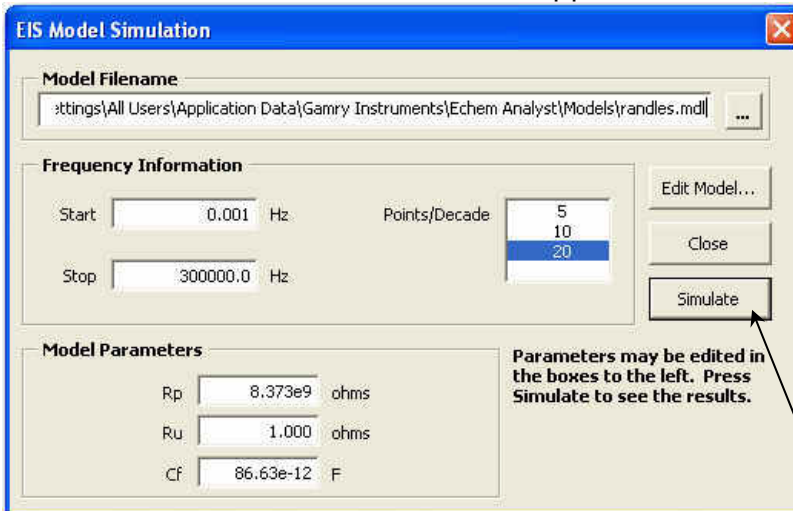 EIS Model Simulation
Model Filename
ettings\All Users\Application Data\Gamry Instruments\Echem Analyst\Models\randles.mdl ...
Frequency Information
Start 0.001 Hz
Points/Decade 5
10
20
Stop 300000.0 Hz
Edit Model...
Close
Simulate
Model Parameters
Rp 8.373e9 ohms
Ru 1.000 ohms
Cf 86.63e-12 F
Parameters may be edited in
the boxes to the left. Press
Simulate to see the results.